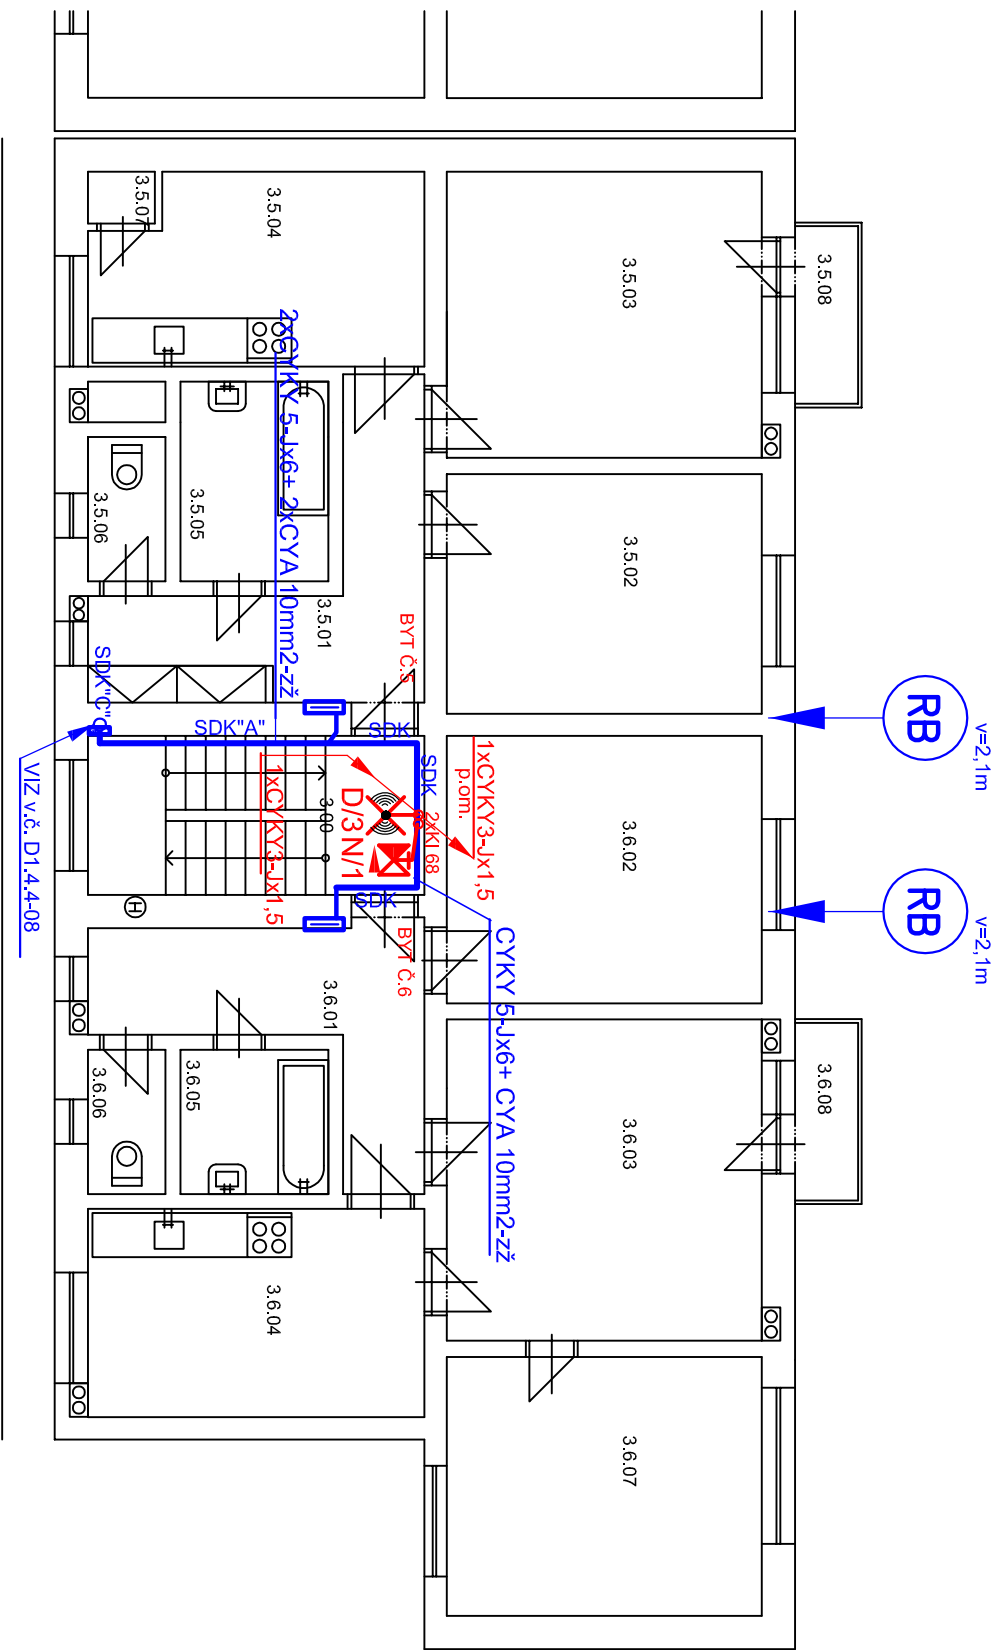 3.5.07
3.5.04
3.5.03
3.5.08
2xCYKY 5-Jx6+ 2xCYA 10mm2-zž
3.5.06
3.5.05
3.5.02
3.5.01
BYT Č.5
SDK"C"
SDK"A"
SDK
SDK
RB
v=2,1m
VIZ v.č. D1.4.4-08
1xCYKY3-Jx1,5
3.00
D/3
N/1
2xKI 68
1xCYKY3-Jx1,5
p.om.
3.6.02
RB
v=2,1m
SDK
H
BYT Č.6
CYKY 5-Jx6+ CYA 10mm2-zž
3.6.01
3.6.06
3.6.05
3.6.03
3.6.08
3.6.04
3.6.07